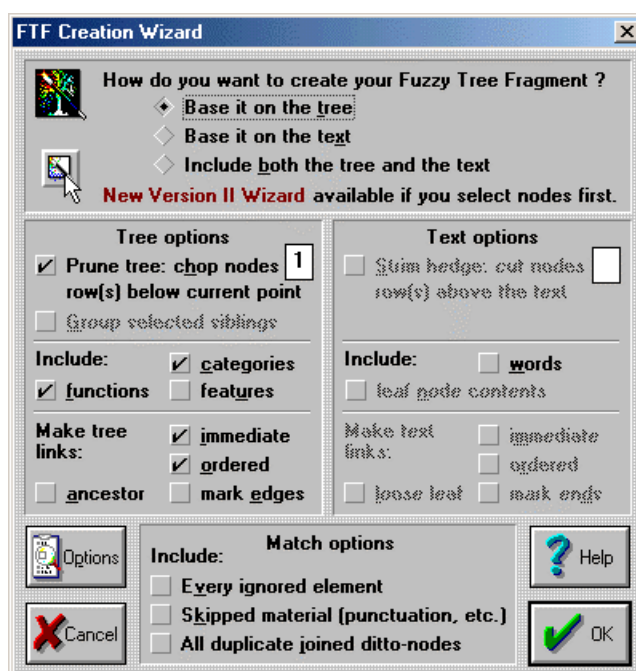 FTF Creation Wizard
How do you want to create your Fuzzy Tree Fragment ?
Base it on the tree
Base it on the text
Include both the tree and the text
New Version II Wizard available if you select nodes first.
Tree options
Prune tree: chop nodes 1
row(s) below current point
Group selected siblings
Include:
categories
functions
features
Make tree
links:
immediate
ordered
ancestor
mark edges
Text options
Strim hedge: cut nodes
row(s) above the text
Include:
words
leaf node contents
Make text
links:
immediate
ordered
loose leaf
mark ends
Options
Cancel
Match options
Include:
Every ignored element
Skipped material (punctuation, etc.)
All duplicate joined ditto-nodes
Help
OK